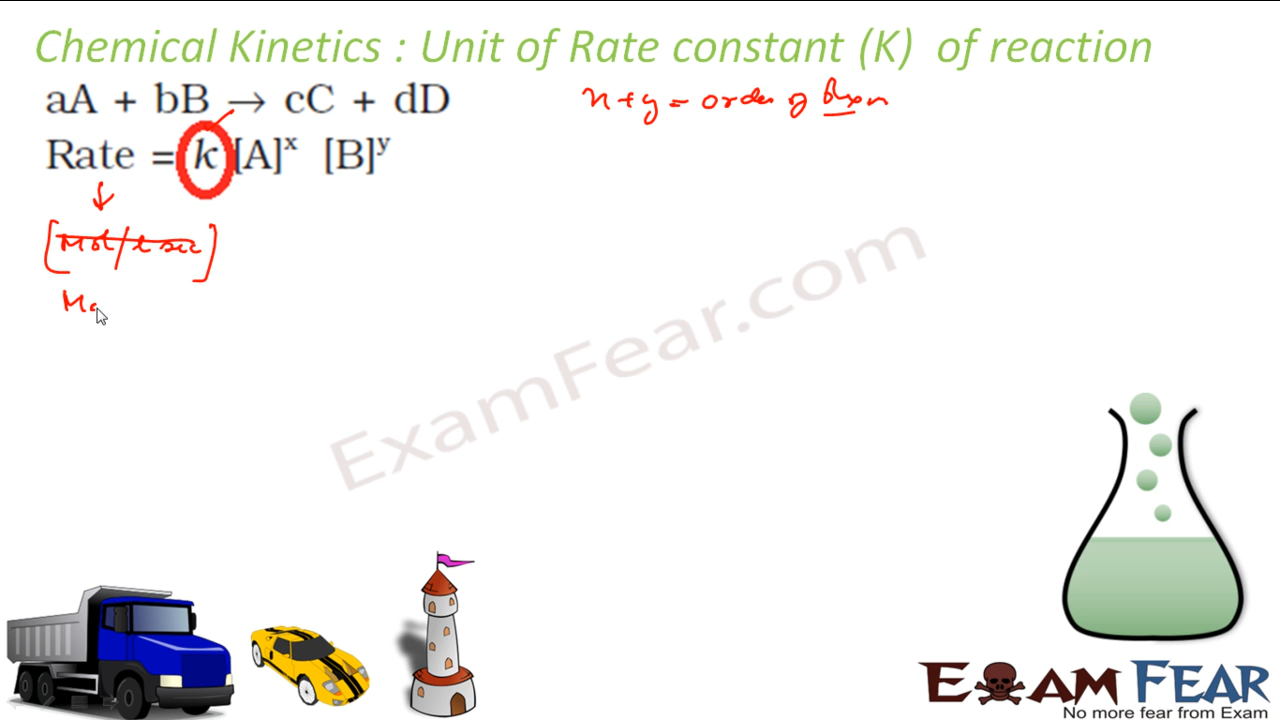 Chemical Kinetics : Unit of Rate constant (K) of reaction
aA + bB → cC + dD
x + y = order of Rxn
Rate = k [A]ˣ [B]ʸ
[Mol/l sec]
Mo
ExamFear.com
EXAM FEAR
No more fear from Exam